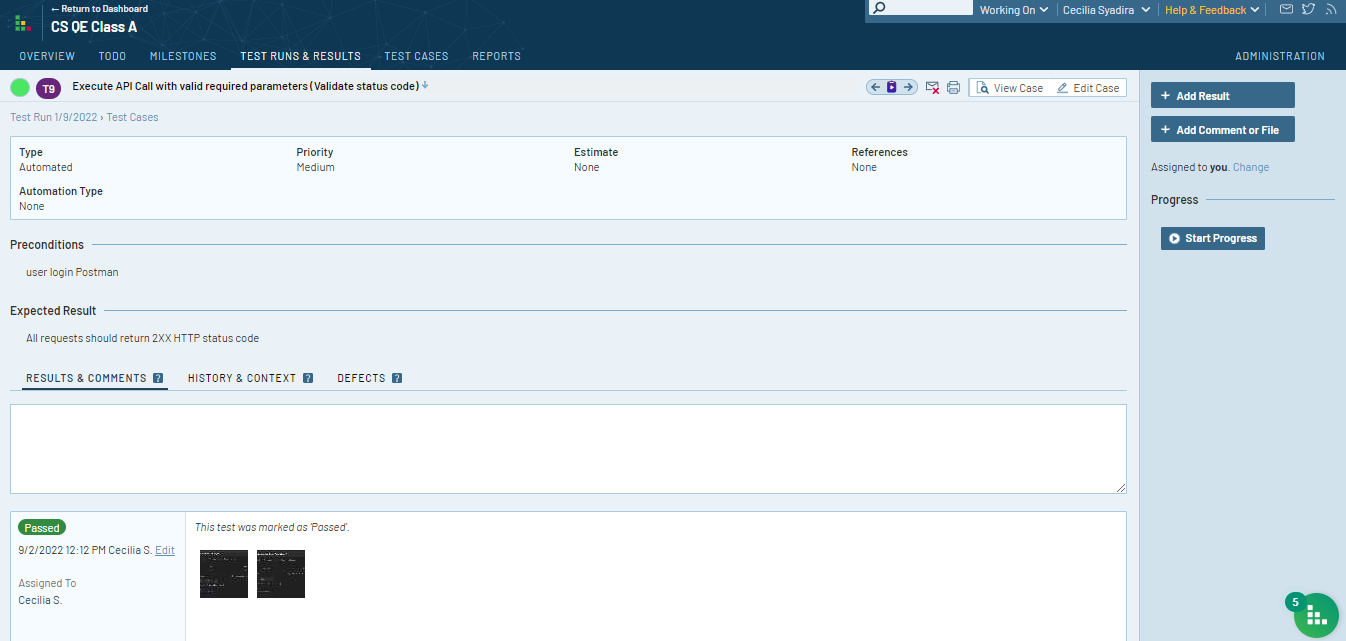 ← Return to Dashboard
CS QE Class A
Working On
Cecilia Syadira
Help & Feedback
OVERVIEW TODO MILESTONES TEST RUNS & RESULTS TEST CASES REPORTS ADMINISTRATION
T9 Execute API Call with valid required parameters (Validate status code)
View Case Edit Case
Test Run 1/9/2022 › Test Cases
Type Priority Estimate References
Automated Medium None None
Automation Type
None
Preconditions
user login Postman
Expected Result
All requests should return 2XX HTTP status code
RESULTS & COMMENTS ? HISTORY & CONTEXT ? DEFECTS ?
Passed
9/2/2022 12:12 PM Cecilia S. Edit
Assigned To
Cecilia S.
This test was marked as 'Passed'.
+ Add Result
+ Add Comment or File
Assigned to you. Change
Progress
Start Progress
5